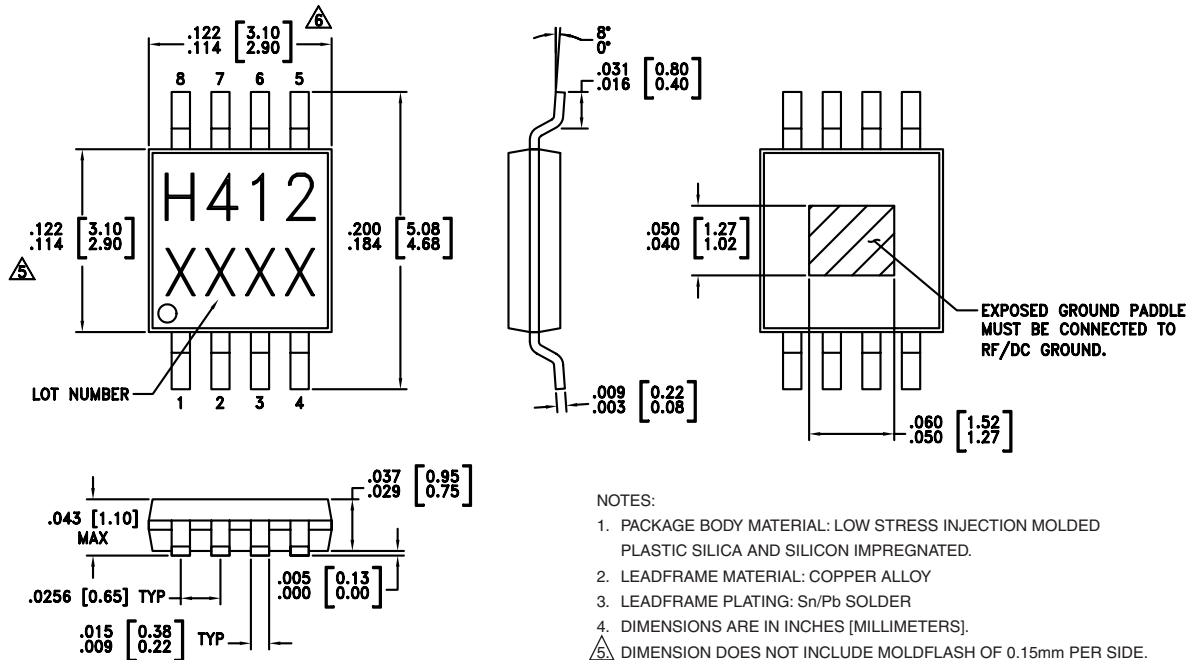 .122 [3.10]
.114 [2.90]
6
8 7 6 5
H412
XXXX
.122 [3.10]
.114 [2.90]
5
.200 [5.08]
.184 [4.68]
LOT NUMBER
1 2 3 4
8°
0°
.031 [0.80]
.016 [0.40]
.009 [0.22]
.003 [0.08]
.050 [1.27]
.040 [1.02]
EXPOSED GROUND PADDLE
MUST BE CONNECTED TO
RF/DC GROUND.
.060 [1.52]
.050 [1.27]
.037 [0.95]
.029 [0.75]
.043 [1.10]
MAX
.005 [0.13]
.000 [0.00]
.0256 [0.65] TYP
.015 [0.38]
.009 [0.22] TYP
NOTES:
1. PACKAGE BODY MATERIAL: LOW STRESS INJECTION MOLDED
PLASTIC SILICA AND SILICON IMPREGNATED.
2. LEADFRAME MATERIAL: COPPER ALLOY
3. LEADFRAME PLATING: Sn/Pb SOLDER
4. DIMENSIONS ARE IN INCHES [MILLIMETERS].
5. DIMENSION DOES NOT INCLUDE MOLDFLASH OF 0.15mm PER SIDE.